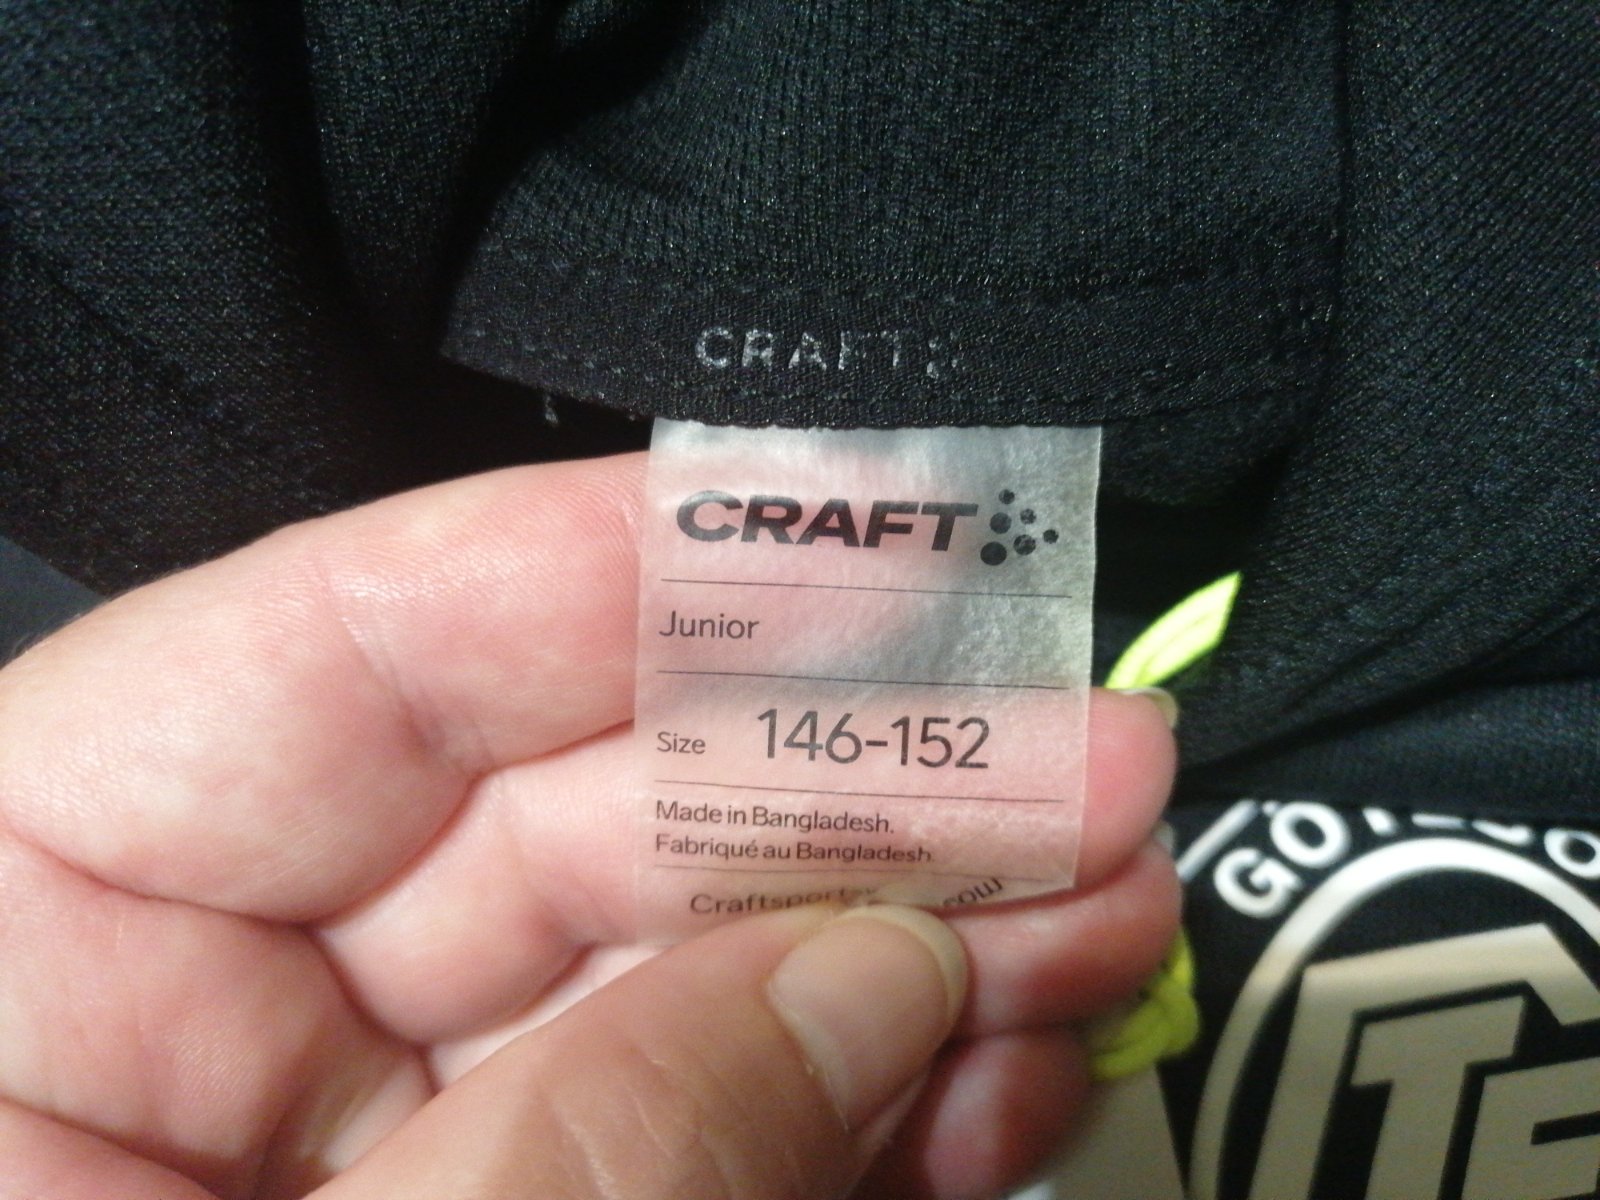 CRAFT
CRAFT
Junior
Size 146-152
Made in Bangladesh.
Fabriqué au Bangladesh.